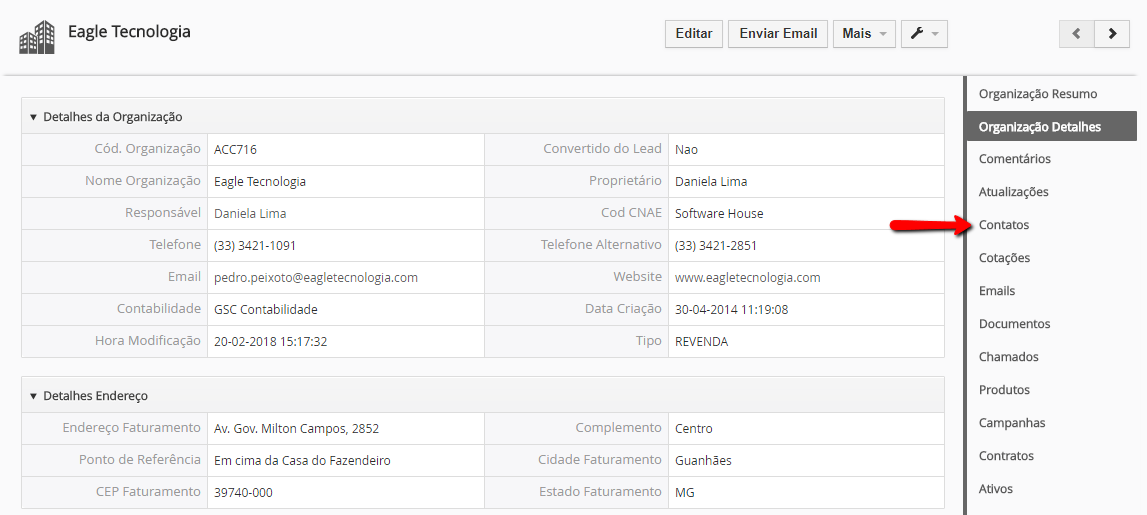 Eagle Tecnologia
Editar Enviar Email Mais
Detalhes da Organização
Cód. Organização ACC716 Convertido do Lead Nao
Nome Organização Eagle Tecnologia Proprietário Daniela Lima
Responsável Daniela Lima Cod CNAE Software House
Telefone (33) 3421-1091 Telefone Alternativo (33) 3421-2851
Email pedro.peixoto@eagletecnologia.com Website www.eagletecnologia.com
Contabilidade GSC Contabilidade Data Criação 30-04-2014 11:19:08
Hora Modificação 20-02-2018 15:17:32 Tipo REVENDA
Detalhes Endereço
Endereço Faturamento Av. Gov. Milton Campos, 2852 Complemento Centro
Ponto de Referência Em cima da Casa do Fazendeiro Cidade Faturamento Guanhães
CEP Faturamento 39740-000 Estado Faturamento MG
Organização Resumo
Organização Detalhes
Comentários
Atualizações
Contatos
Cotações
Emails
Documentos
Chamados
Produtos
Campanhas
Contratos
Ativos